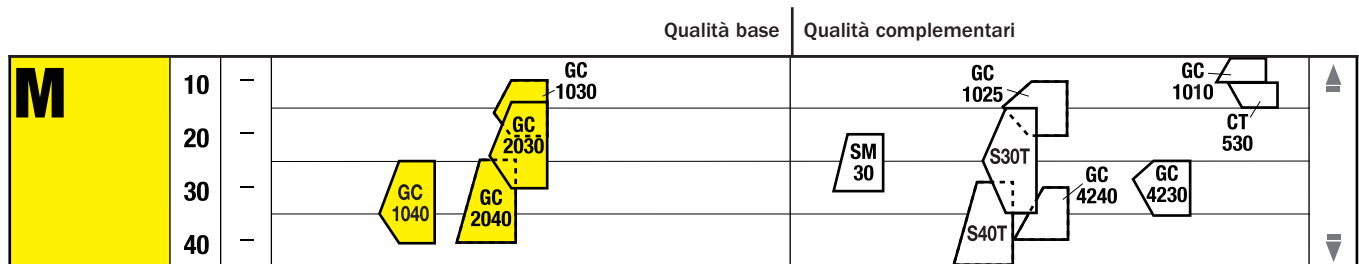 Qualità base
Qualità complementari
M
10
20
30
40
GC
1030
GC
2030
GC
1040
GC
2040
SM
30
GC
1025
S30T
S40T
GC
4240
GC
4230
GC
1010
CT
530